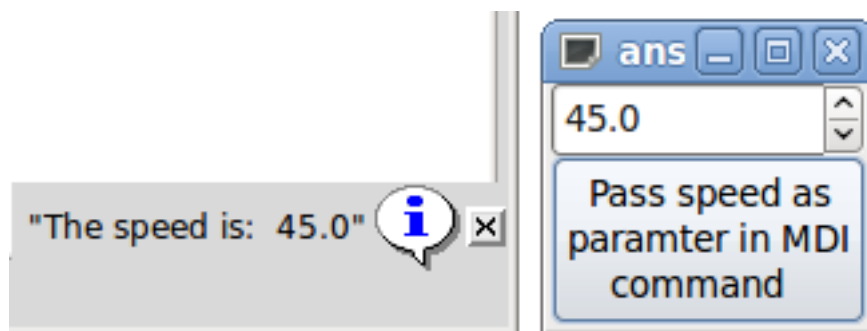 "The speed is:  45.0"
ans
45.0
Pass speed as
paramter in MDI
command